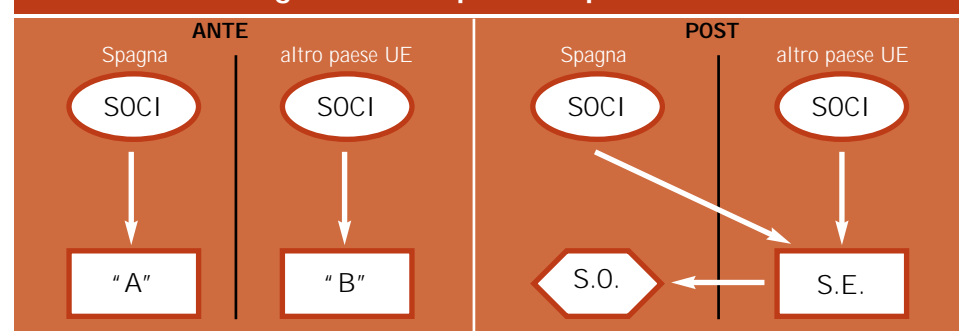 ANTE
POST
Spagna
altro paese UE
Spagna
altro paese UE
SOCI
SOCI
SOCI
SOCI
“A”
“B”
S.O.
S.E.